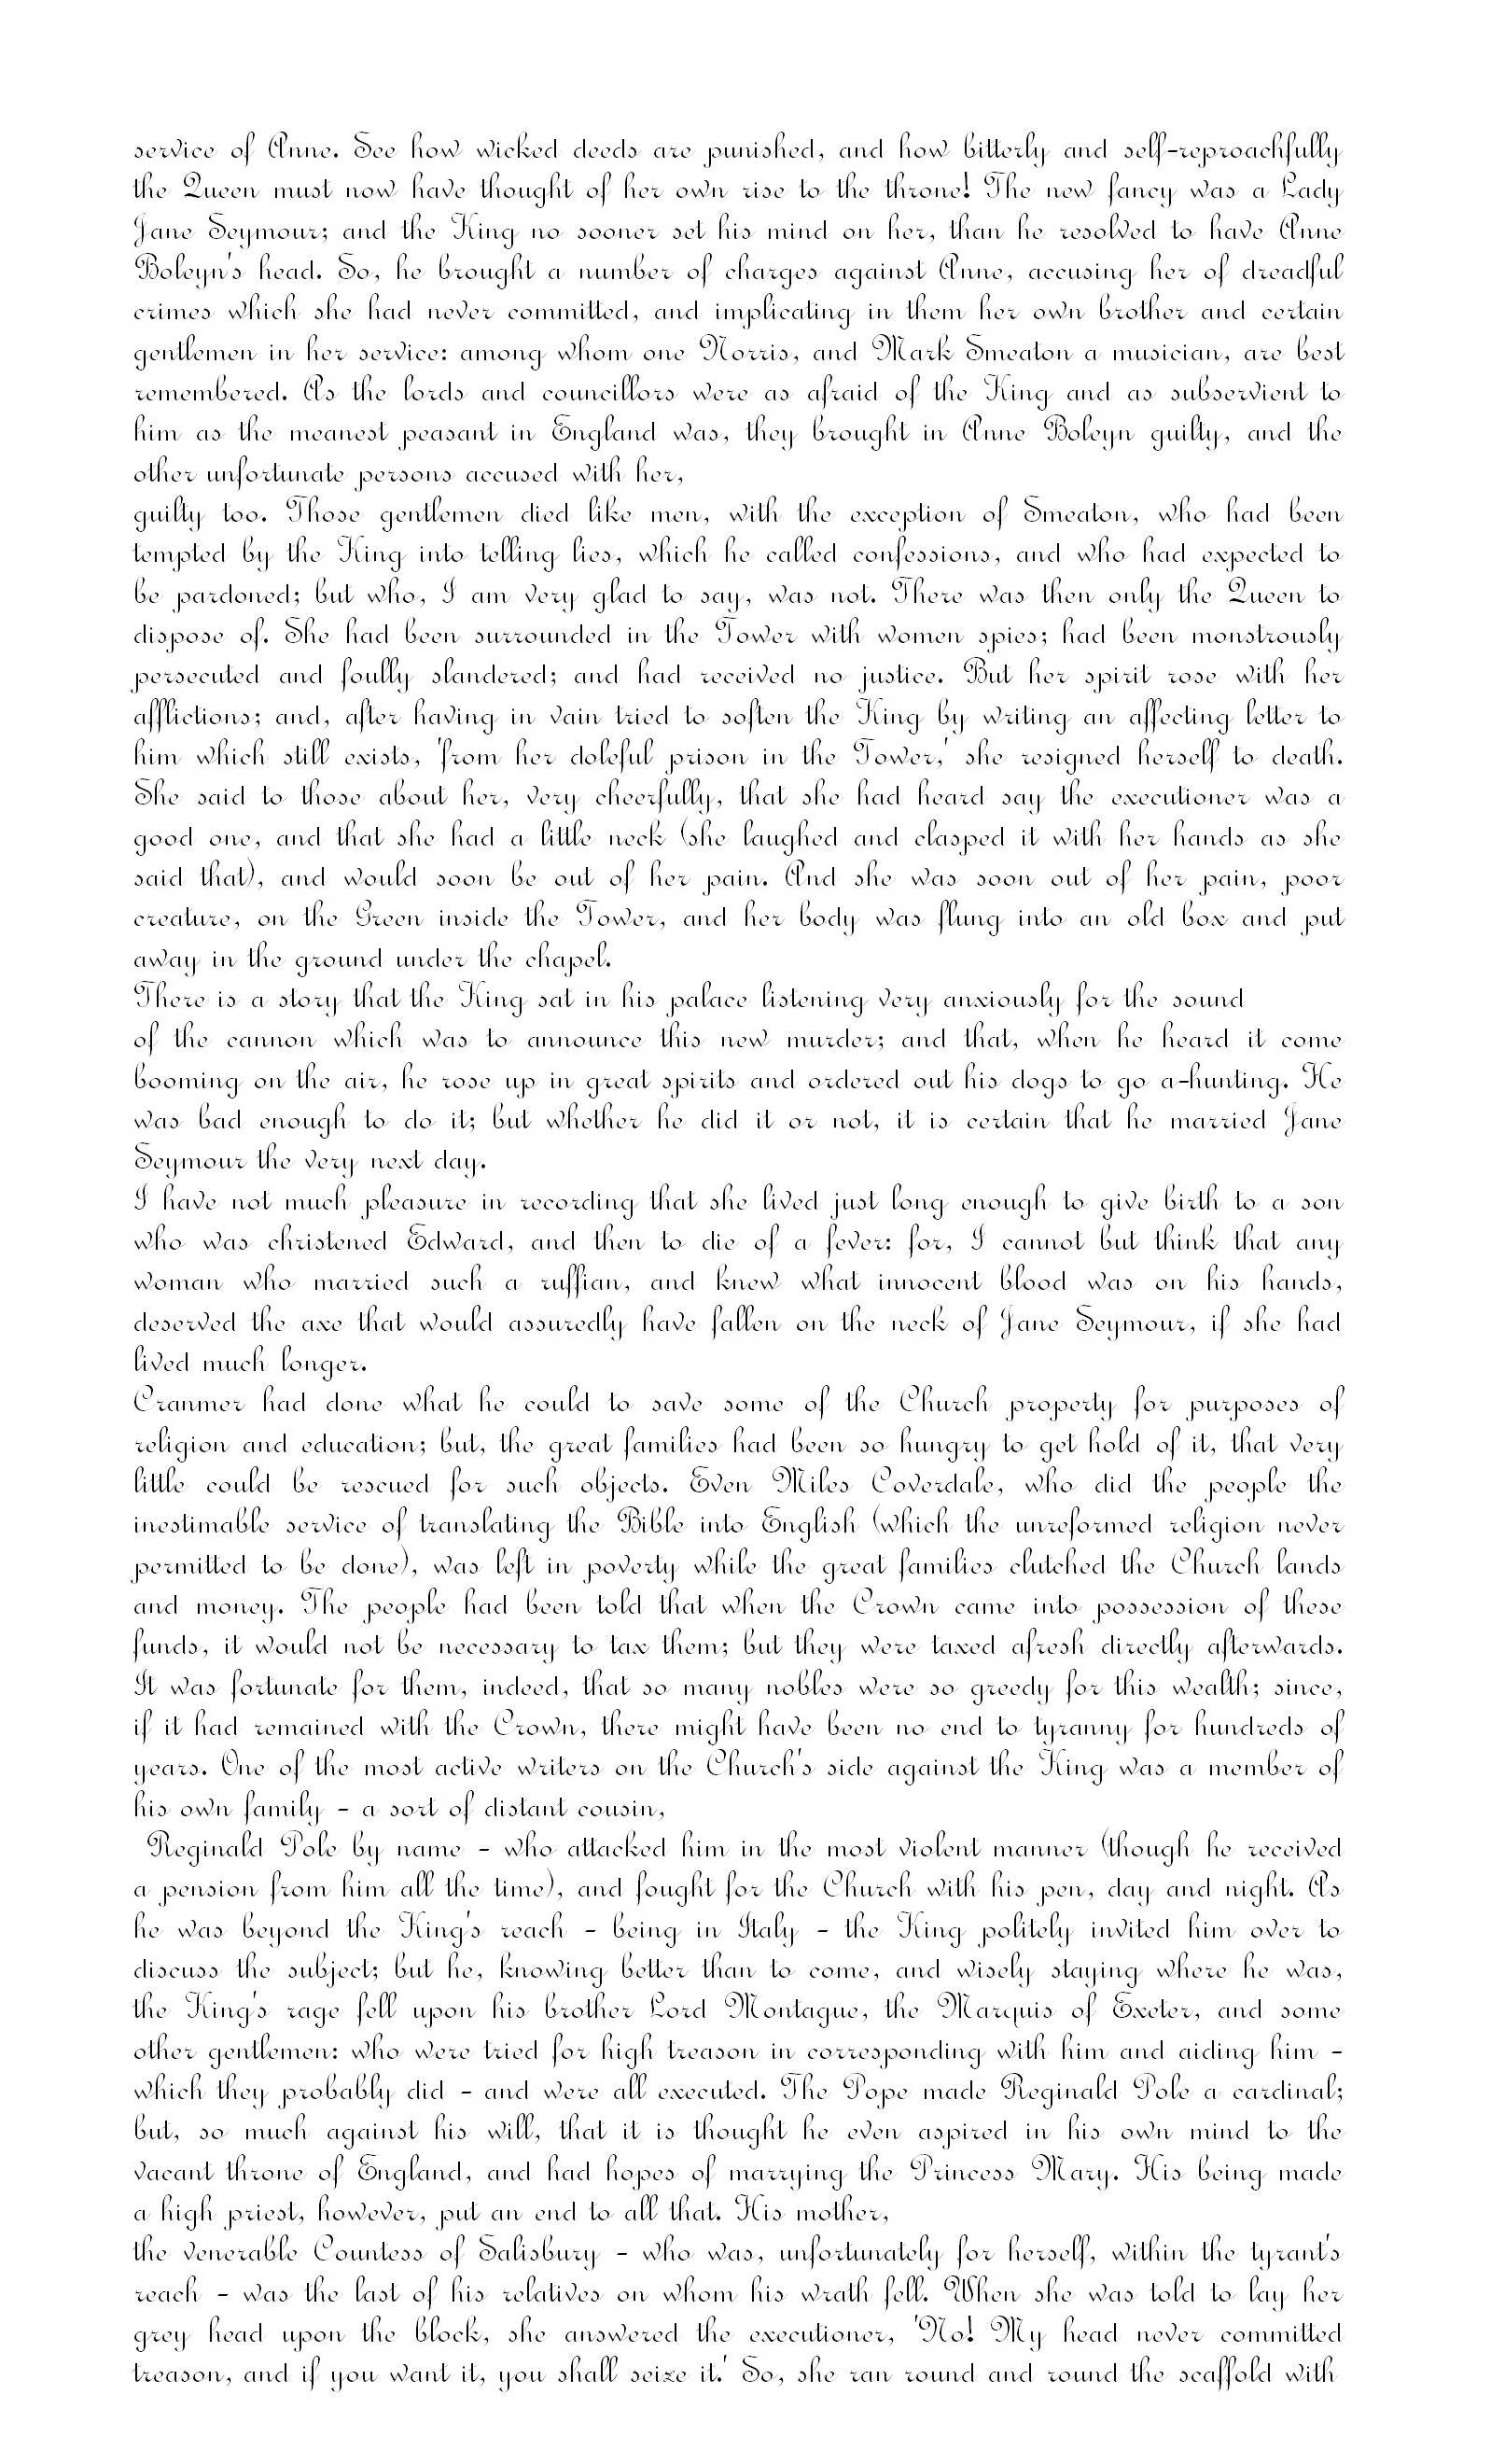 service of Anne. See how wicked deeds are punished, and how bitterly and self-reproachfully
the Queen must now have thought of her own rise to the throne! The new fancy was a Lady
Jane Seymour; and the King no sooner set his mind on her, than he resolved to have Anne
Boleyn's head. So, he brought a number of charges against Anne, accusing her of dreadful
crimes which she had never committed, and implicating in them her own brother and certain
gentlemen in her service: among whom one Norris, and Mark Smeaton a musician, are best
remembered. As the lords and councillors were as afraid of the King and as subservient to
him as the meanest peasant in England was, they brought in Anne Boleyn guilty, and the
other unfortunate persons accused with her,
guilty too. Those gentlemen died like men, with the exception of Smeaton, who had been
tempted by the King into telling lies, which he called confessions, and who had expected to
be pardoned; but who, I am very glad to say, was not. There was then only the Queen to
dispose of. She had been surrounded in the Tower with women spies; had been monstrously
persecuted and foully slandered; and had received no justice. But her spirit rose with her
afflictions; and, after having in vain tried to soften the King by writing an affecting letter to
him which still exists, 'from her doleful prison in the Tower,' she resigned herself to death.
She said to those about her, very cheerfully, that she had heard say the executioner was a
good one, and that she had a little neck (she laughed and clasped it with her hands as she
said that), and would soon be out of her pain. And she was soon out of her pain, poor
creature, on the Green inside the Tower, and her body was flung into an old box and put
away in the ground under the chapel.
There is a story that the King sat in his palace listening very anxiously for the sound
of the cannon which was to announce this new murder; and that, when he heard it come
booming on the air, he rose up in great spirits and ordered out his dogs to go a-hunting. He
was bad enough to do it; but whether he did it or not, it is certain that he married Jane
Seymour the very next day.
I have not much pleasure in recording that she lived just long enough to give birth to a son
who was christened Edward, and then to die of a fever: for, I cannot but think that any
woman who married such a ruffian, and knew what innocent blood was on his hands,
deserved the axe that would assuredly have fallen on the neck of Jane Seymour, if she had
lived much longer.
Cranmer had done what he could to save some of the Church property for purposes of
religion and education; but, the great families had been so hungry to get hold of it, that very
little could be rescued for such objects. Even Miles Coverdale, who did the people the
inestimable service of translating the Bible into English (which the unreformed religion never
permitted to be done), was left in poverty while the great families clutched the Church lands
and money. The people had been told that when the Crown came into possession of these
funds, it would not be necessary to tax them; but they were taxed afresh directly afterwards.
It was fortunate for them, indeed, that so many nobles were so greedy for this wealth; since,
if it had remained with the Crown, there might have been no end to tyranny for hundreds of
years. One of the most active writers on the Church's side against the King was a member of
his own family - a sort of distant cousin,
Reginald Pole by name - who attacked him in the most violent manner (though he received
a pension from him all the time), and fought for the Church with his pen, day and night. As
he was beyond the King's reach - being in Italy - the King politely invited him over to
discuss the subject; but he, knowing better than to come, and wisely staying where he was,
the King's rage fell upon his brother Lord Montague, the Marquis of Exeter, and some
other gentlemen: who were tried for high treason in corresponding with him and aiding him -
which they probably did - and were all executed. The Pope made Reginald Pole a cardinal;
but, so much against his will, that it is thought he even aspired in his own mind to the
vacant throne of England, and had hopes of marrying the Princess Mary. His being made
a high priest, however, put an end to all that. His mother,
the venerable Countess of Salisbury - who was, unfortunately for herself, within the tyrant's
reach - was the last of his relatives on whom his wrath fell. When she was told to lay her
grey head upon the block, she answered the executioner, 'No! My head never committed
treason, and if you want it, you shall seize it.' So, she ran round and round the scaffold with